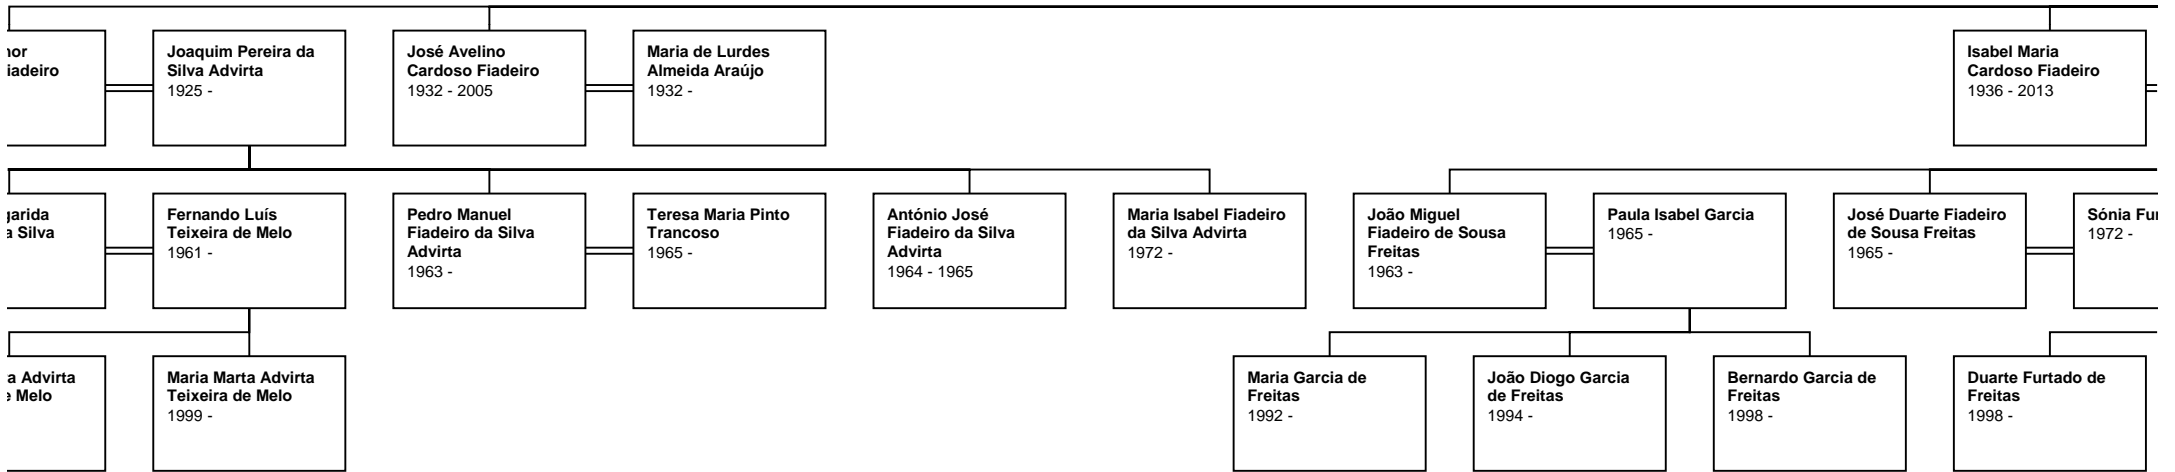 Joaquim Pereira da
Silva Advirta
1925 -
José Avelino
Cardoso Fiadeiro
1932 - 2005
Maria de Lurdes
Almeida Araújo
1932 -
Isabel Maria
Cardoso Fiadeiro
1936 - 2013
a Silva
Fernando Luís
Teixeira de Melo
1961 -
Pedro Manuel
Fiadeiro da Silva
Advirta
1963 -
Teresa Maria Pinto
Trancoso
1965 -
António José
Fiadeiro da Silva
Advirta
1964 - 1965
Maria Isabel Fiadeiro
da Silva Advirta
1972 -
João Miguel
Fiadeiro de Sousa
Freitas
1963 -
Paula Isabel Garcia
1965 -
José Duarte Fiadeiro
de Sousa Freitas
1965 -
Sónia
1972 -
a Advirta
Melo
Maria Marta Advirta
Teixeira de Melo
1999 -
Maria Garcia de
Freitas
1992 -
João Diogo Garcia
de Freitas
1994 -
Bernardo Garcia de
Freitas
1998 -
Duarte Furtado de
Freitas
1998 -